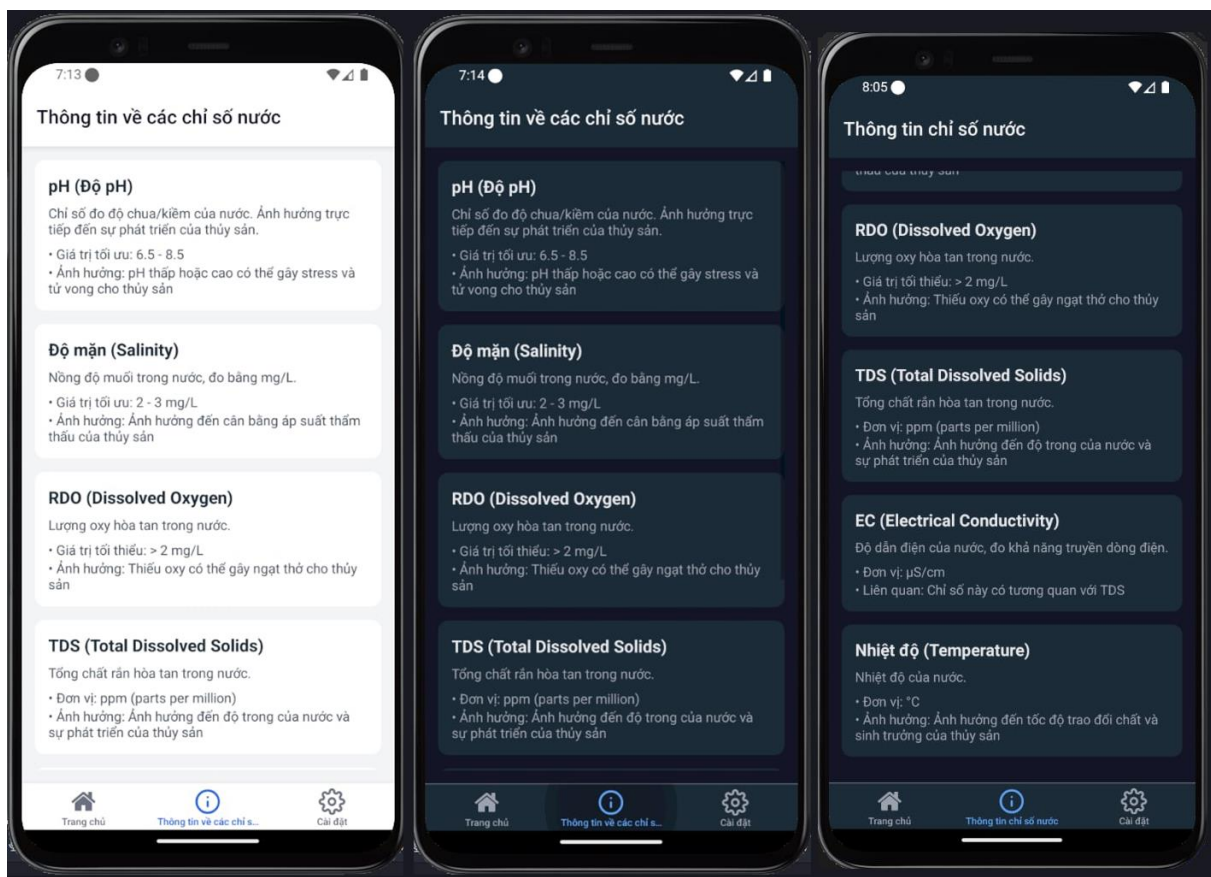 7:13
Thông tin về các chỉ số nước
pH (Độ pH)
Chỉ số đo độ chua/kiềm của nước. Ảnh hưởng trực
tiếp đến sự phát triển của thủy sản.
• Giá trị tối ưu: 6.5 - 8.5
• Ảnh hưởng: pH thấp hoặc cao có thể gây stress và
tử vong cho thủy sản
Độ mặn (Salinity)
Nồng độ muối trong nước, đo bằng mg/L.
• Giá trị tối ưu: 2 - 3 mg/L
• Ảnh hưởng: Ảnh hưởng đến cân bằng áp suất thẩm
thấu của thủy sản
RDO (Dissolved Oxygen)
Lượng oxy hòa tan trong nước.
• Giá trị tối thiểu: > 2 mg/L
• Ảnh hưởng: Thiếu oxy có thể gây ngạt thở cho thủy
sản
TDS (Total Dissolved Solids)
Tổng chất rắn hòa tan trong nước.
• Đơn vị: ppm (parts per million)
• Ảnh hưởng: Ảnh hưởng đến độ trong của nước và
sự phát triển của thủy sản
Trang chủ
Thông tin về các chỉ s...
Cài đặt
7:14
Thông tin về các chỉ số nước
pH (Độ pH)
Chỉ số đo độ chua/kiềm của nước. Ảnh hưởng trực
tiếp đến sự phát triển của thủy sản.
• Giá trị tối ưu: 6.5 - 8.5
• Ảnh hưởng: pH thấp hoặc cao có thể gây stress và
tử vong cho thủy sản
Độ mặn (Salinity)
Nồng độ muối trong nước, đo bằng mg/L.
• Giá trị tối ưu: 2 - 3 mg/L
• Ảnh hưởng: Ảnh hưởng đến cân bằng áp suất thẩm
thấu của thủy sản
RDO (Dissolved Oxygen)
Lượng oxy hòa tan trong nước.
• Giá trị tối thiểu: > 2 mg/L
• Ảnh hưởng: Thiếu oxy có thể gây ngạt thở cho thủy
sản
TDS (Total Dissolved Solids)
Tổng chất rắn hòa tan trong nước.
• Đơn vị: ppm (parts per million)
• Ảnh hưởng: Ảnh hưởng đến độ trong của nước và
sự phát triển của thủy sản
Trang chủ
Thông tin về các chỉ s...
Cài đặt
8:05
Thông tin chỉ số nước
thấu của thủy sản
RDO (Dissolved Oxygen)
Lượng oxy hòa tan trong nước.
• Giá trị tối thiểu: > 2 mg/L
• Ảnh hưởng: Thiếu oxy có thể gây ngạt thở cho thủy
sản
TDS (Total Dissolved Solids)
Tổng chất rắn hòa tan trong nước.
• Đơn vị: ppm (parts per million)
• Ảnh hưởng: Ảnh hưởng đến độ trong của nước và
sự phát triển của thủy sản
EC (Electrical Conductivity)
Độ dẫn điện của nước, đo khả năng truyền dòng điện.
• Đơn vị: µS/cm
• Liên quan: Chỉ số này có tương quan với TDS
Nhiệt độ (Temperature)
Nhiệt độ của nước.
• Đơn vị: °C
• Ảnh hưởng: Ảnh hưởng đến tốc độ trao đổi chất và
sinh trưởng của thủy sản
Trang chủ
Thông tin chỉ số nước
Cài đặt